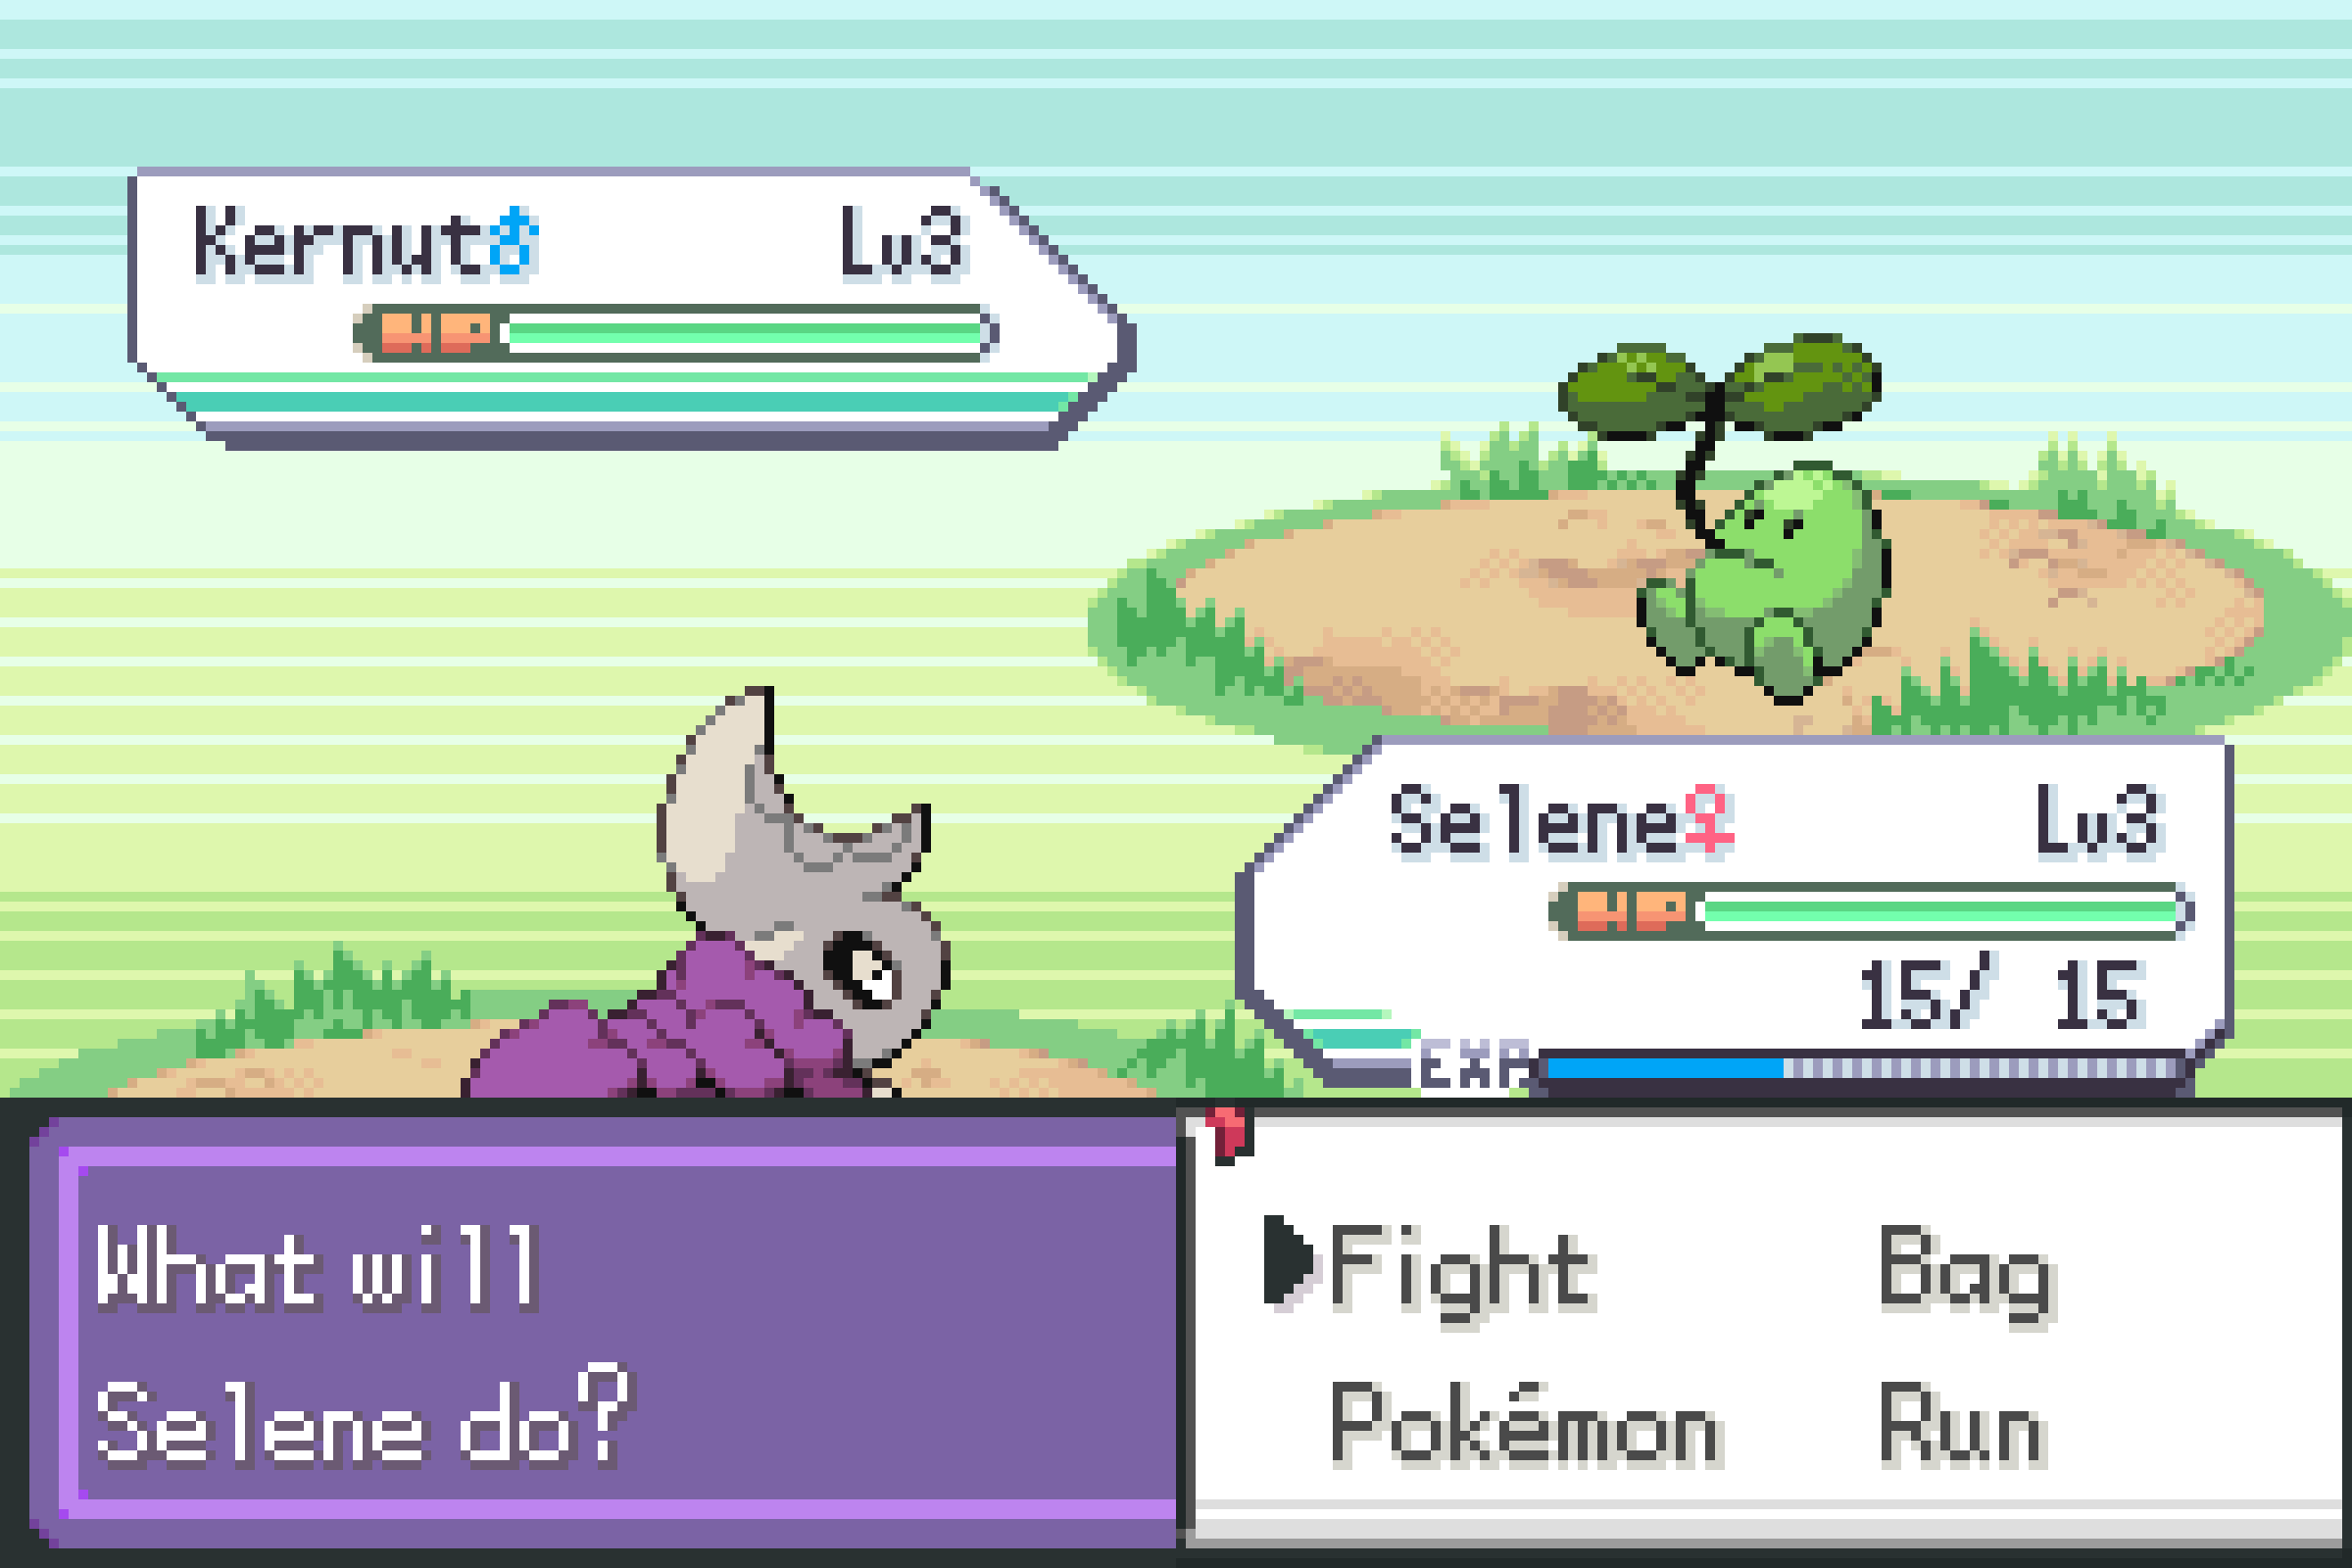 Kernut♂ Lv3
HP
Selene♀ Lv3
HP
15/ 15
EXP
What will
Selene do?
Fight Bag
Pokémon Run